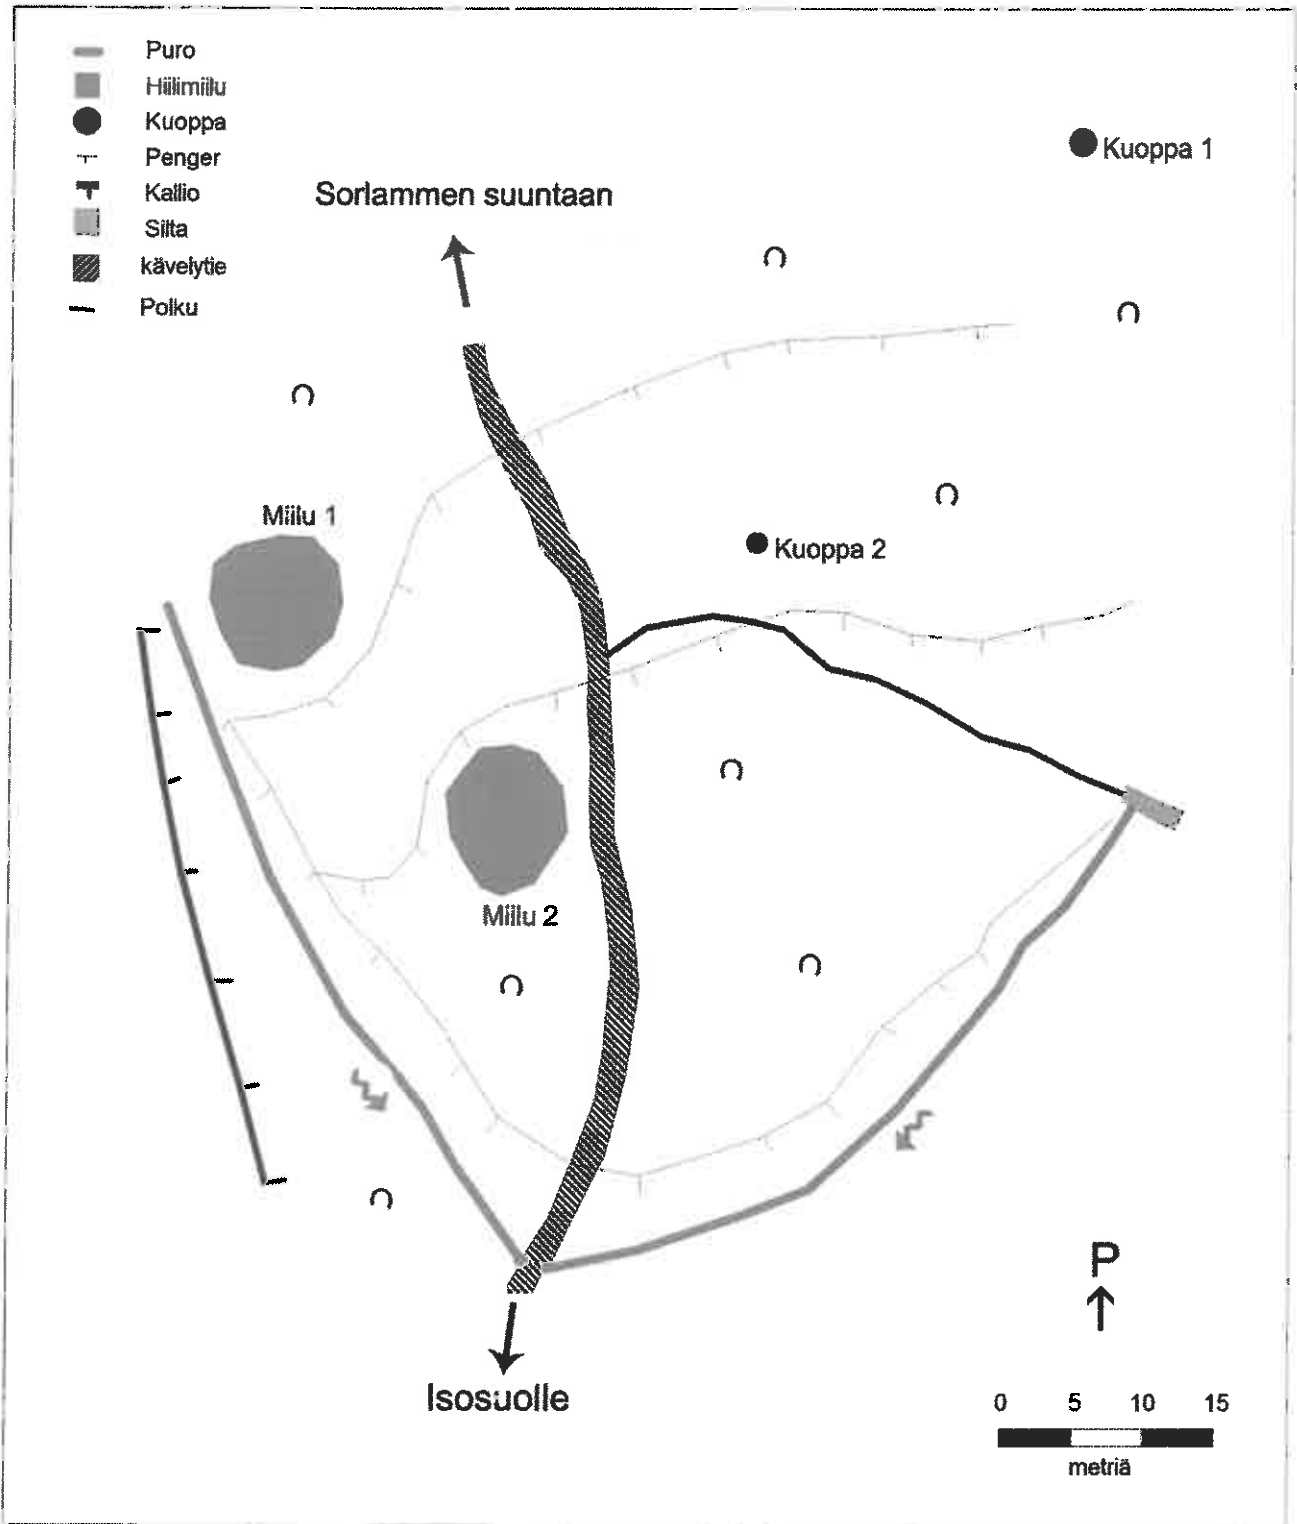 Puro
Hiilimiilu
Kuoppa
Penger
Kallio
Silta
kävelytie
Polku
Kuoppa 1
Sorlammen suuntaan
Miilu 1
Kuoppa 2
Miilu 2
P
Isosuolle
0 5 10 15
metriä